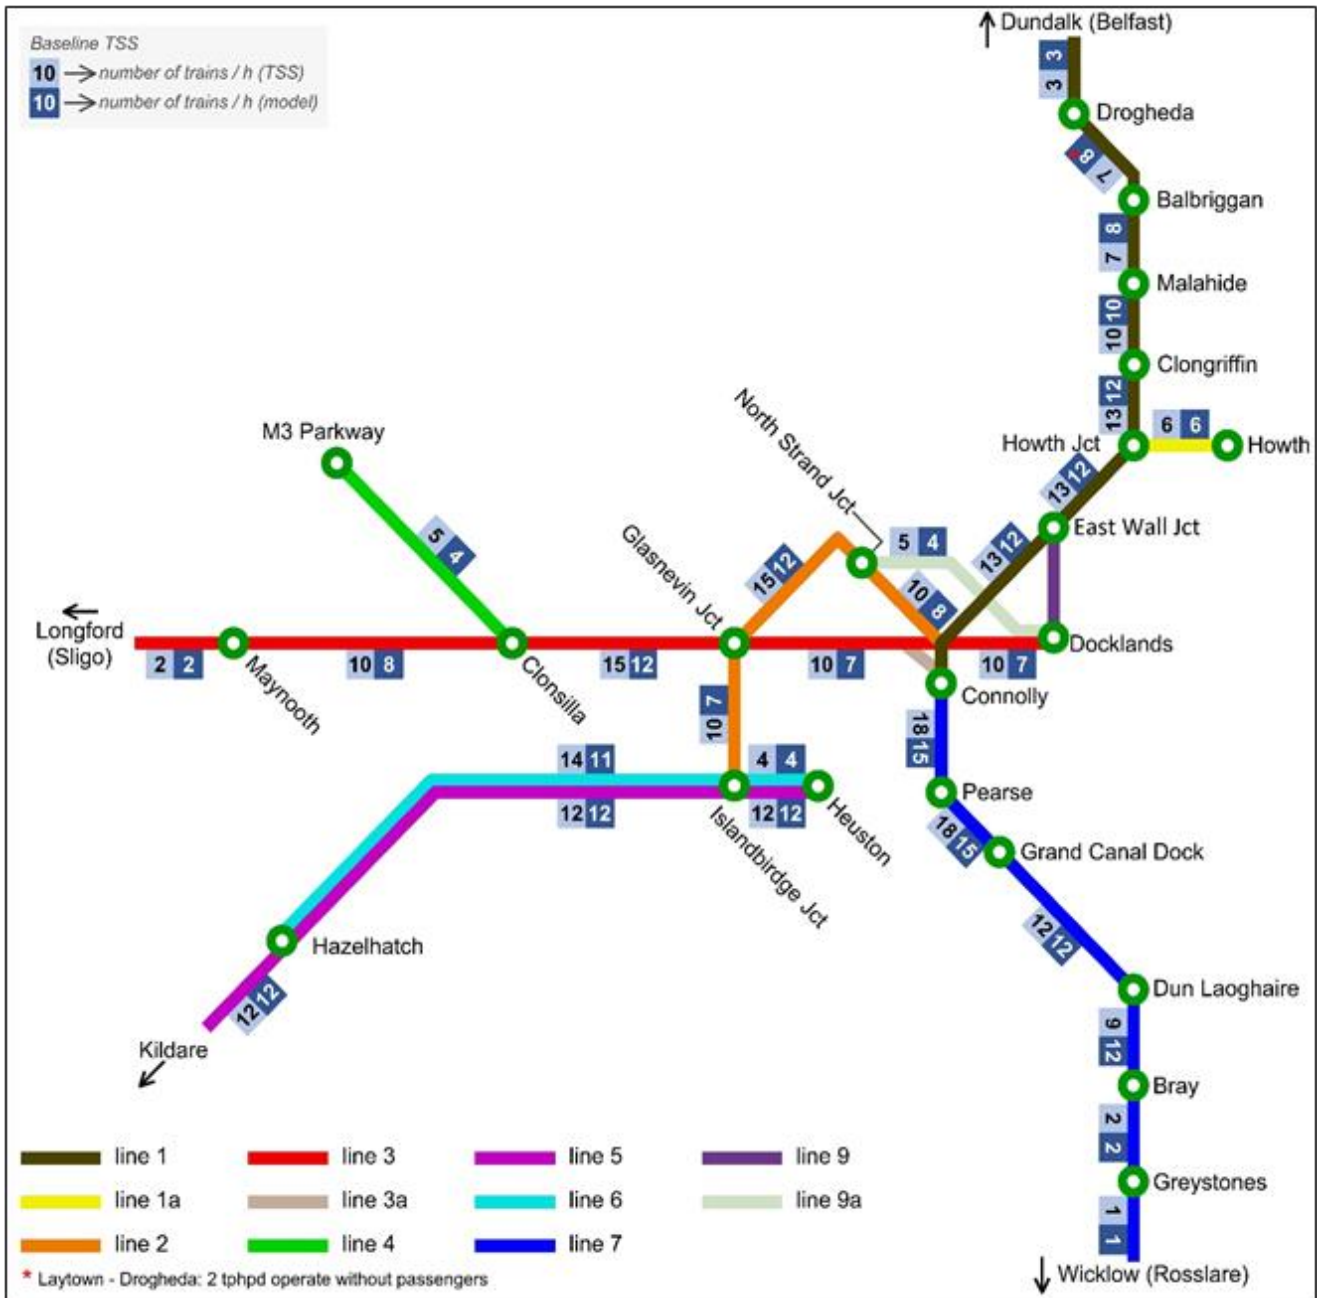 Baseline TSS
10 number of trains / h (TSS)
10 number of trains / h (model)
Dundalk (Belfast)
3 3
Drogheda
7 8*
Balbriggan
7 8
Malahide
10 10
Clongriffin
13 12
Howth Jct
6 6
Howth
13 12
East Wall Jct
13 12
North Strand Jct
5 4
M3 Parkway
5 4
Glasnevin Jct
15 12
10 8
Longford
(Sligo)
2 2
Maynooth
10 8
Clonsilla
15 12
10 7
10 7
Docklands
Connolly
10 7
18 15
14 11
4 4
Heuston
12 12
12 12
Islandbirdge Jct
Pearse
18 15
Grand Canal Dock
12 12
Hazelhatch
12 12
Kildare
Dun Laoghaire
9 12
Bray
2 2
Greystones
1 1
Wicklow (Rosslare)
line 1 line 3 line 5 line 9
line 1a line 3a line 6 line 9a
line 2 line 4 line 7
* Laytown - Drogheda: 2 tphpd operate without passengers